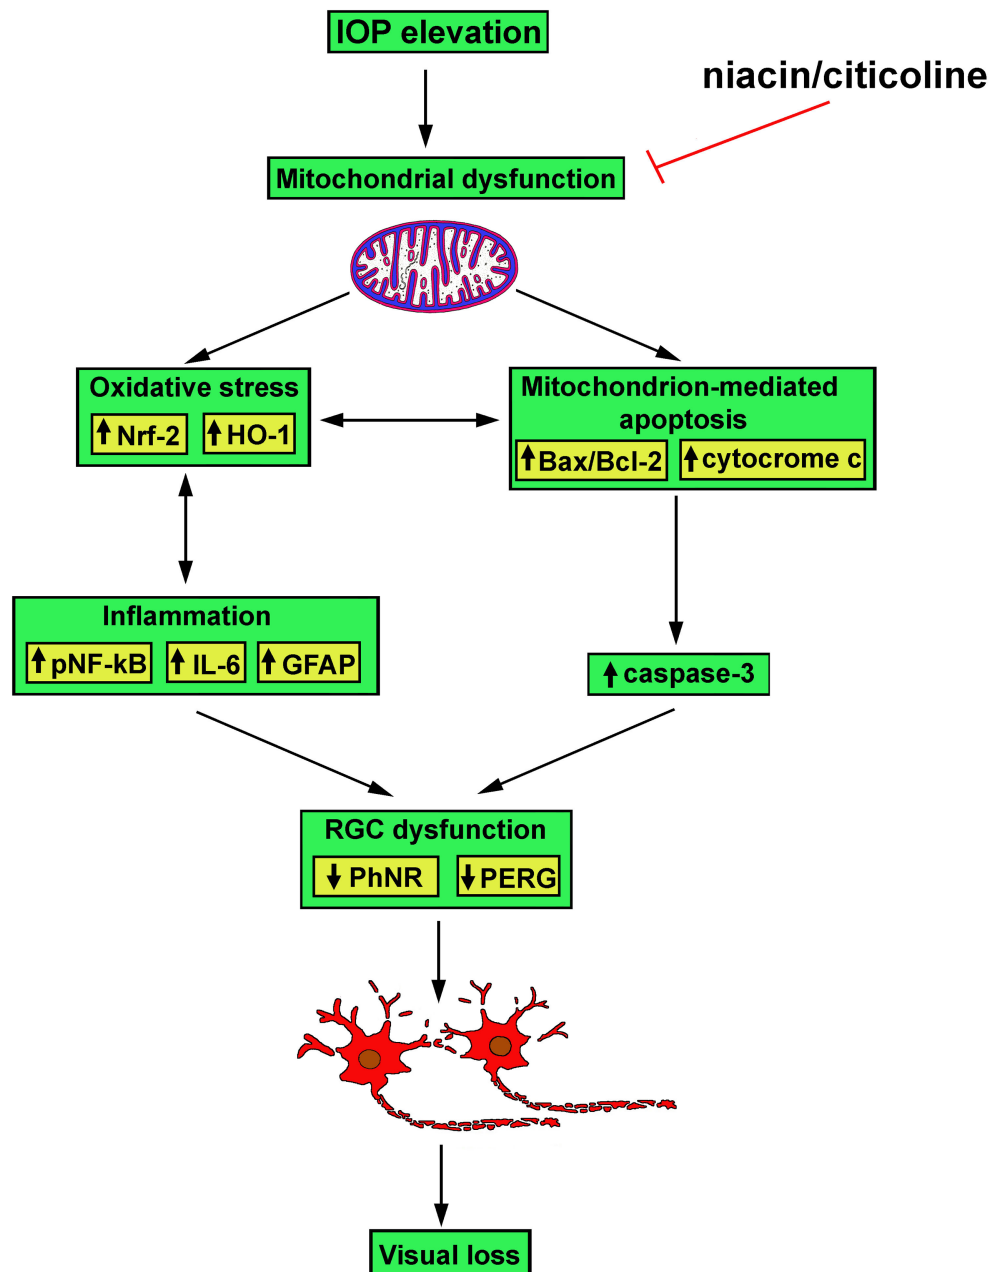 IOP elevation
niacin/citicoline
Mitochondrial dysfunction
Oxidative stress
Nrf-2 HO-1
Mitochondrion-mediated
apoptosis
Bax/Bcl-2 cytocrome c
Inflammation
pNF-kB IL-6 GFAP
caspase-3
RGC dysfunction
PhNR PERG
Visual loss